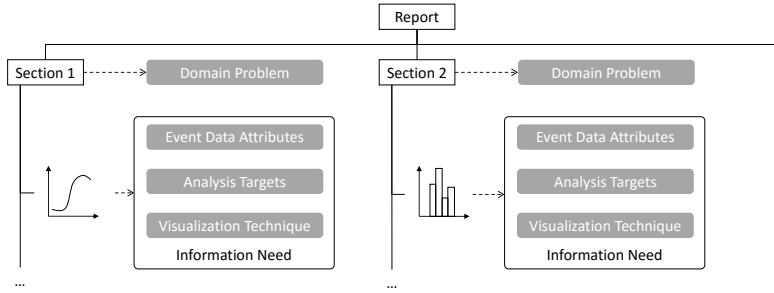 Report
Section 1
Domain Problem
Section 2
Domain Problem
Event Data Attributes
Analysis Targets
Visualization Technique
Information Need
Event Data Attributes
Analysis Targets
Visualization Technique
Information Need
...
...